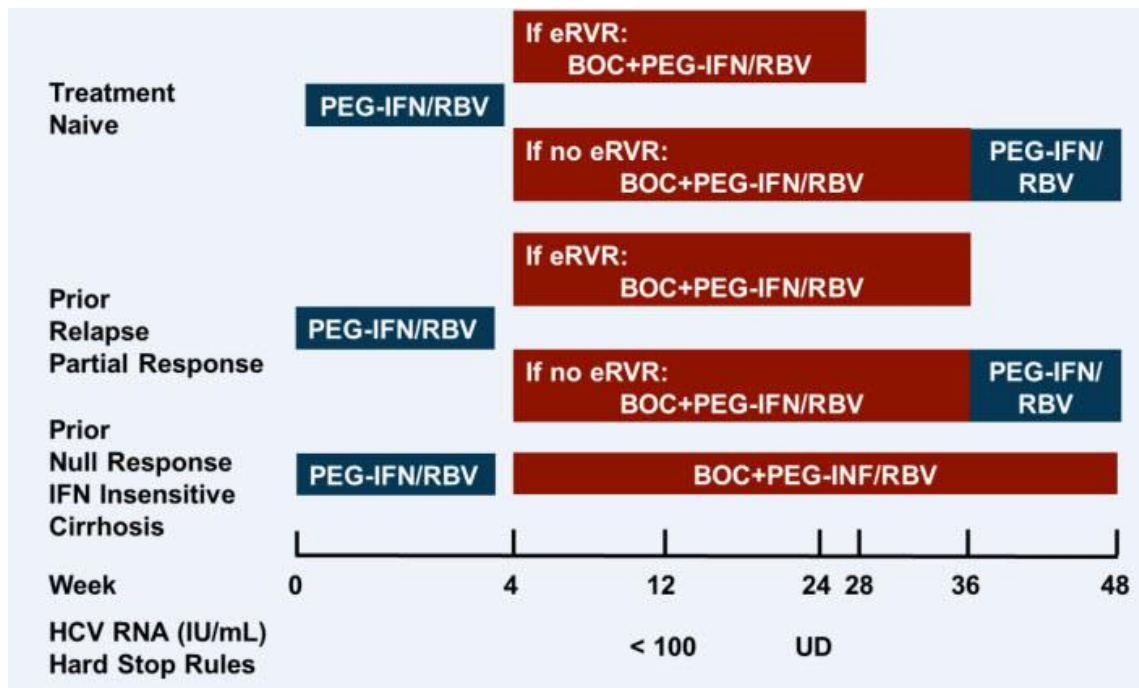 If eRVR:
BOC+PEG-IFN/RBV
Treatment
Naive
PEG-IFN/RBV
If no eRVR:
BOC+PEG-IFN/RBV
PEG-IFN/
RBV
If eRVR:
BOC+PEG-IFN/RBV
Prior
Relapse
Partial Response
PEG-IFN/RBV
If no eRVR:
BOC+PEG-IFN/RBV
PEG-IFN/
RBV
Prior
Null Response
IFN Insensitive
Cirrhosis
PEG-IFN/RBV
BOC+PEG-INF/RBV
Week 0 4 12 24 28 36 48
HCV RNA (IU/mL)
Hard Stop Rules
< 100 UD